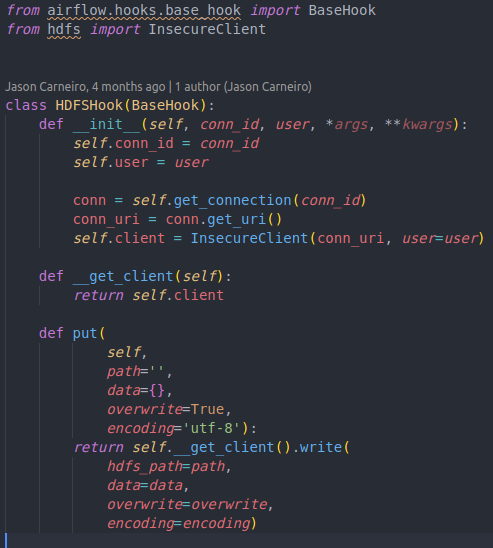 from airflow.hooks.base_hook import BaseHook
from hdfs import InsecureClient
Jason Carneiro, 4 months ago | 1 author (Jason Carneiro)
class HDFSHook(BaseHook):
def __init__(self, conn_id, user, *args, **kwargs):
self.conn_id = conn_id
self.user = user
conn = self.get_connection(conn_id)
conn_uri = conn.get_uri()
self.client = InsecureClient(conn_uri, user=user)
def __get_client(self):
return self.client
def put(
self,
path='',
data={},
overwrite=True,
encoding='utf-8'):
return self.__get_client().write(
hdfs_path=path,
data=data,
overwrite=overwrite,
encoding=encoding)